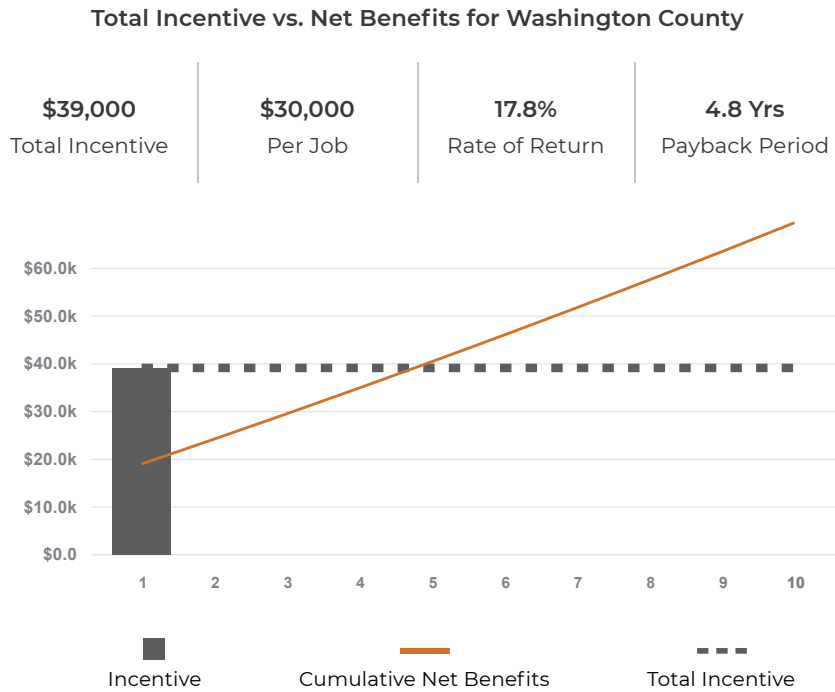 Total Incentive vs. Net Benefits for Washington County
$39,000
Total Incentive
$30,000
Per Job
17.8%
Rate of Return
4.8 Yrs
Payback Period
$60.0k
$50.0k
$40.0k
$30.0k
$20.0k
$10.0k
$0.0
1 2 3 4 5 6 7 8 9 10
Incentive
Cumulative Net Benefits
Total Incentive